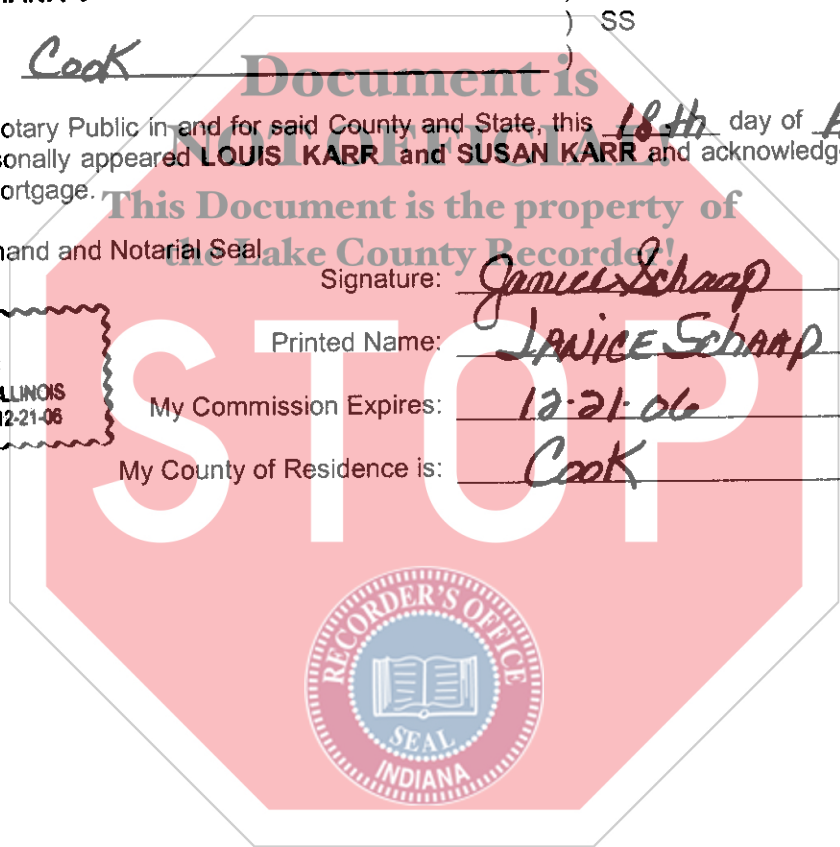 ) SS
Cook )
Document is
otary Public in and for said County and State, this 18th day of
NOT OFFICIAL!
sonally appeared LOUIS KARR and SUSAN KARR and acknowledg
ortgage.
This Document is the property of
the Lake County Recorder!
hand and Notarial Seal
Signature: Janice Schaap
Printed Name: JANICE SchAAP
LLINOIS
12-21-06
My Commission Expires: 12-21-06
My County of Residence is: Cook
STOP
RECORDER'S OFFICE
SEAL
INDIANA